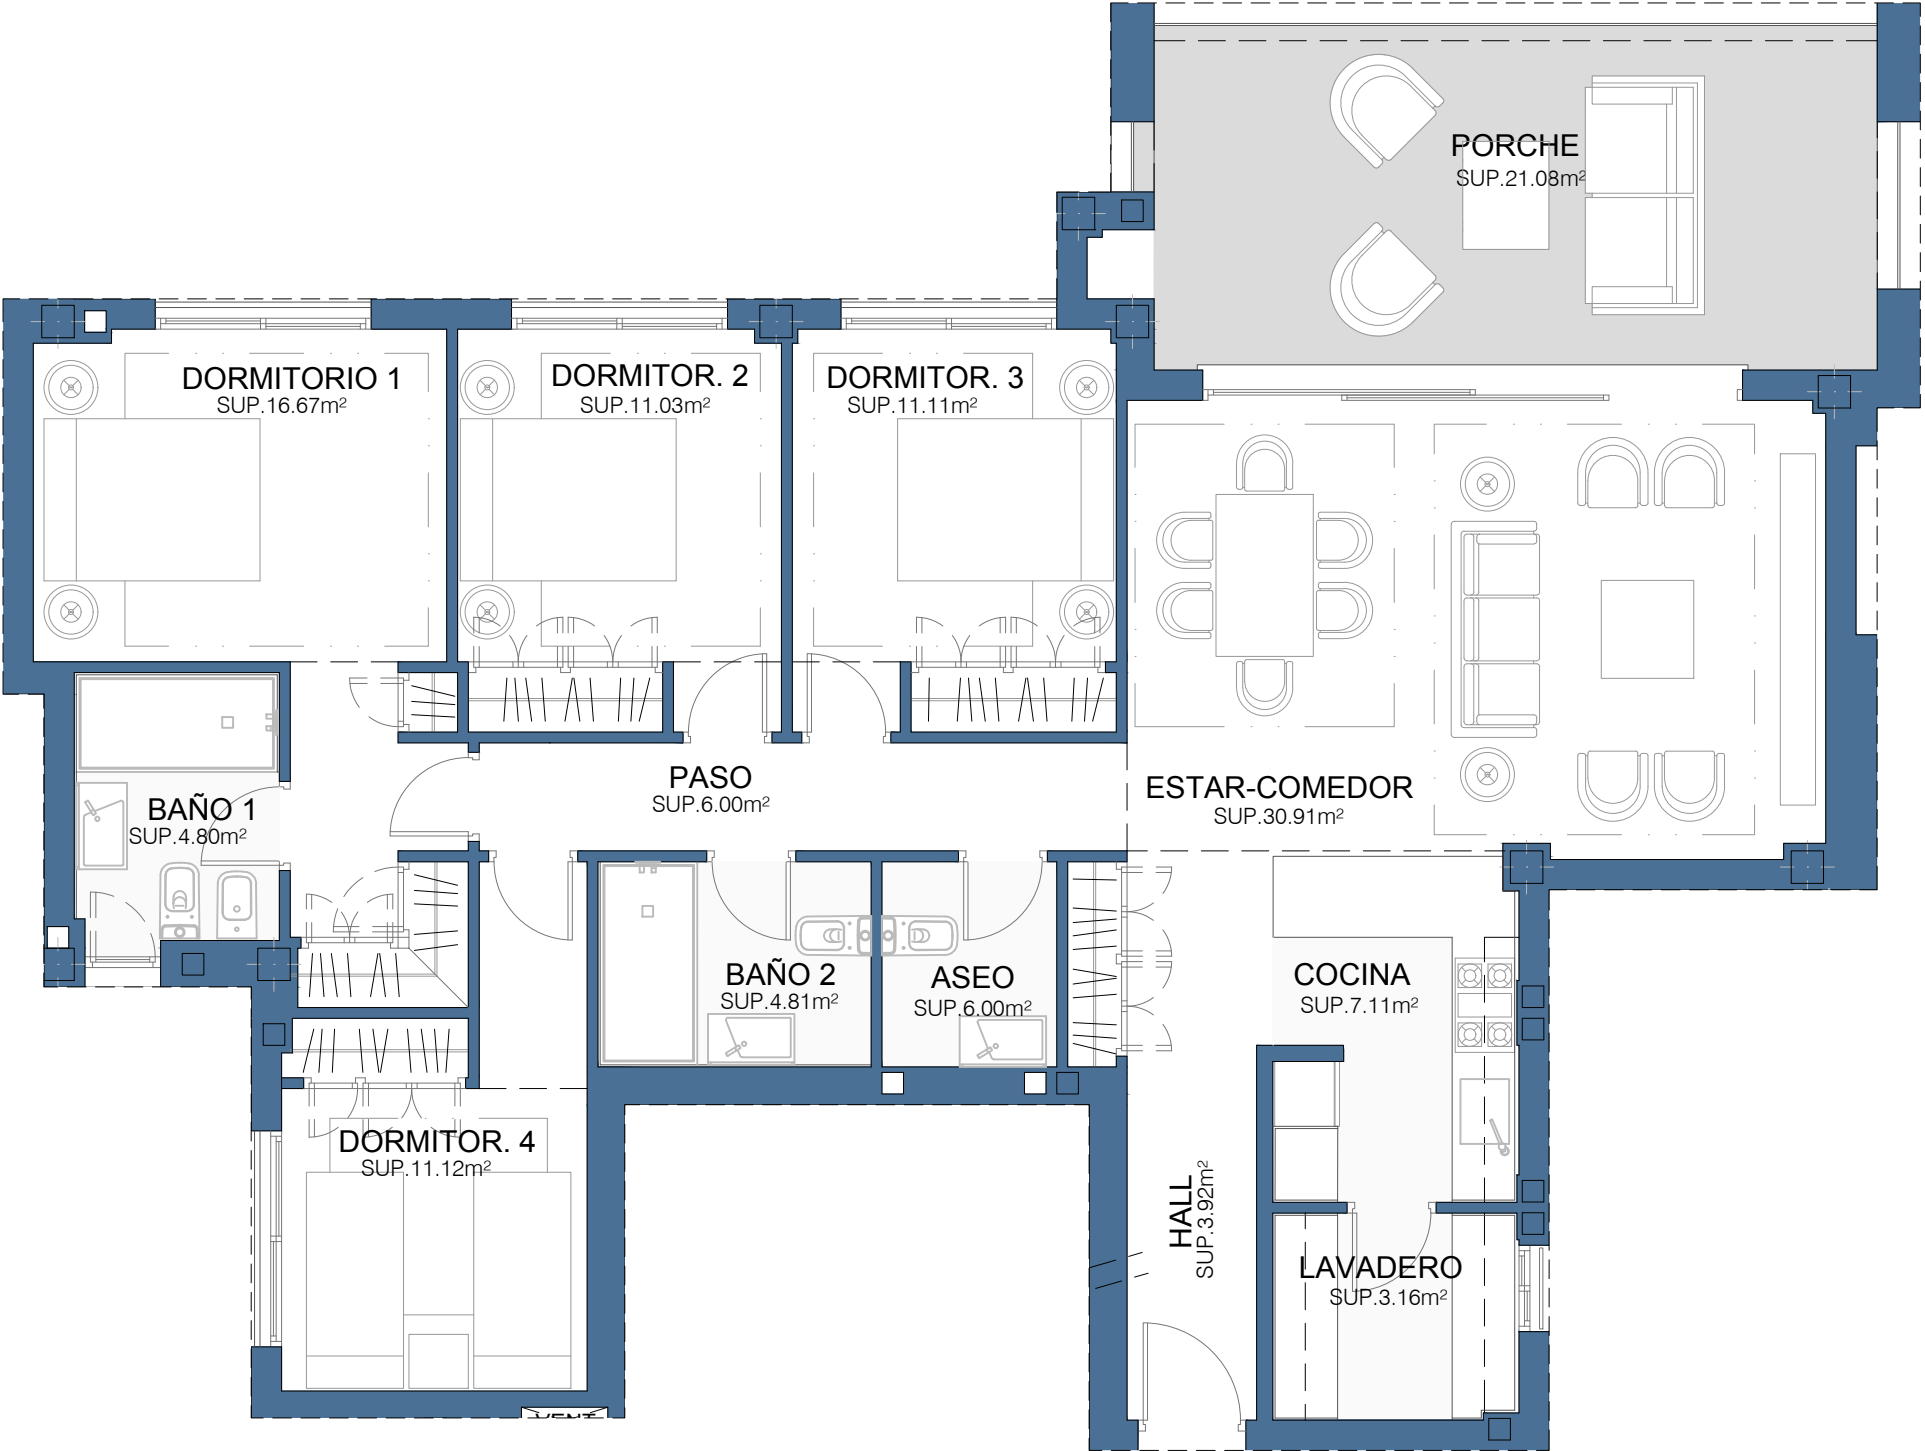 PORCHE
SUP.21.08m²
DORMITORIO 1
SUP.16.67m²
DORMITOR. 2
SUP.11.03m²
DORMITOR. 3
SUP.11.11m²
PASO
SUP.6.00m²
ESTAR-COMEDOR
SUP.30.91m²
BAÑO 1
SUP.4.80m²
BAÑO 2
SUP.4.81m²
ASEO
SUP.6.00m²
COCINA
SUP.7.11m²
DORMITOR. 4
SUP.11.12m²
HALL
SUP.3.92m²
LAVADERO
SUP.3.16m²